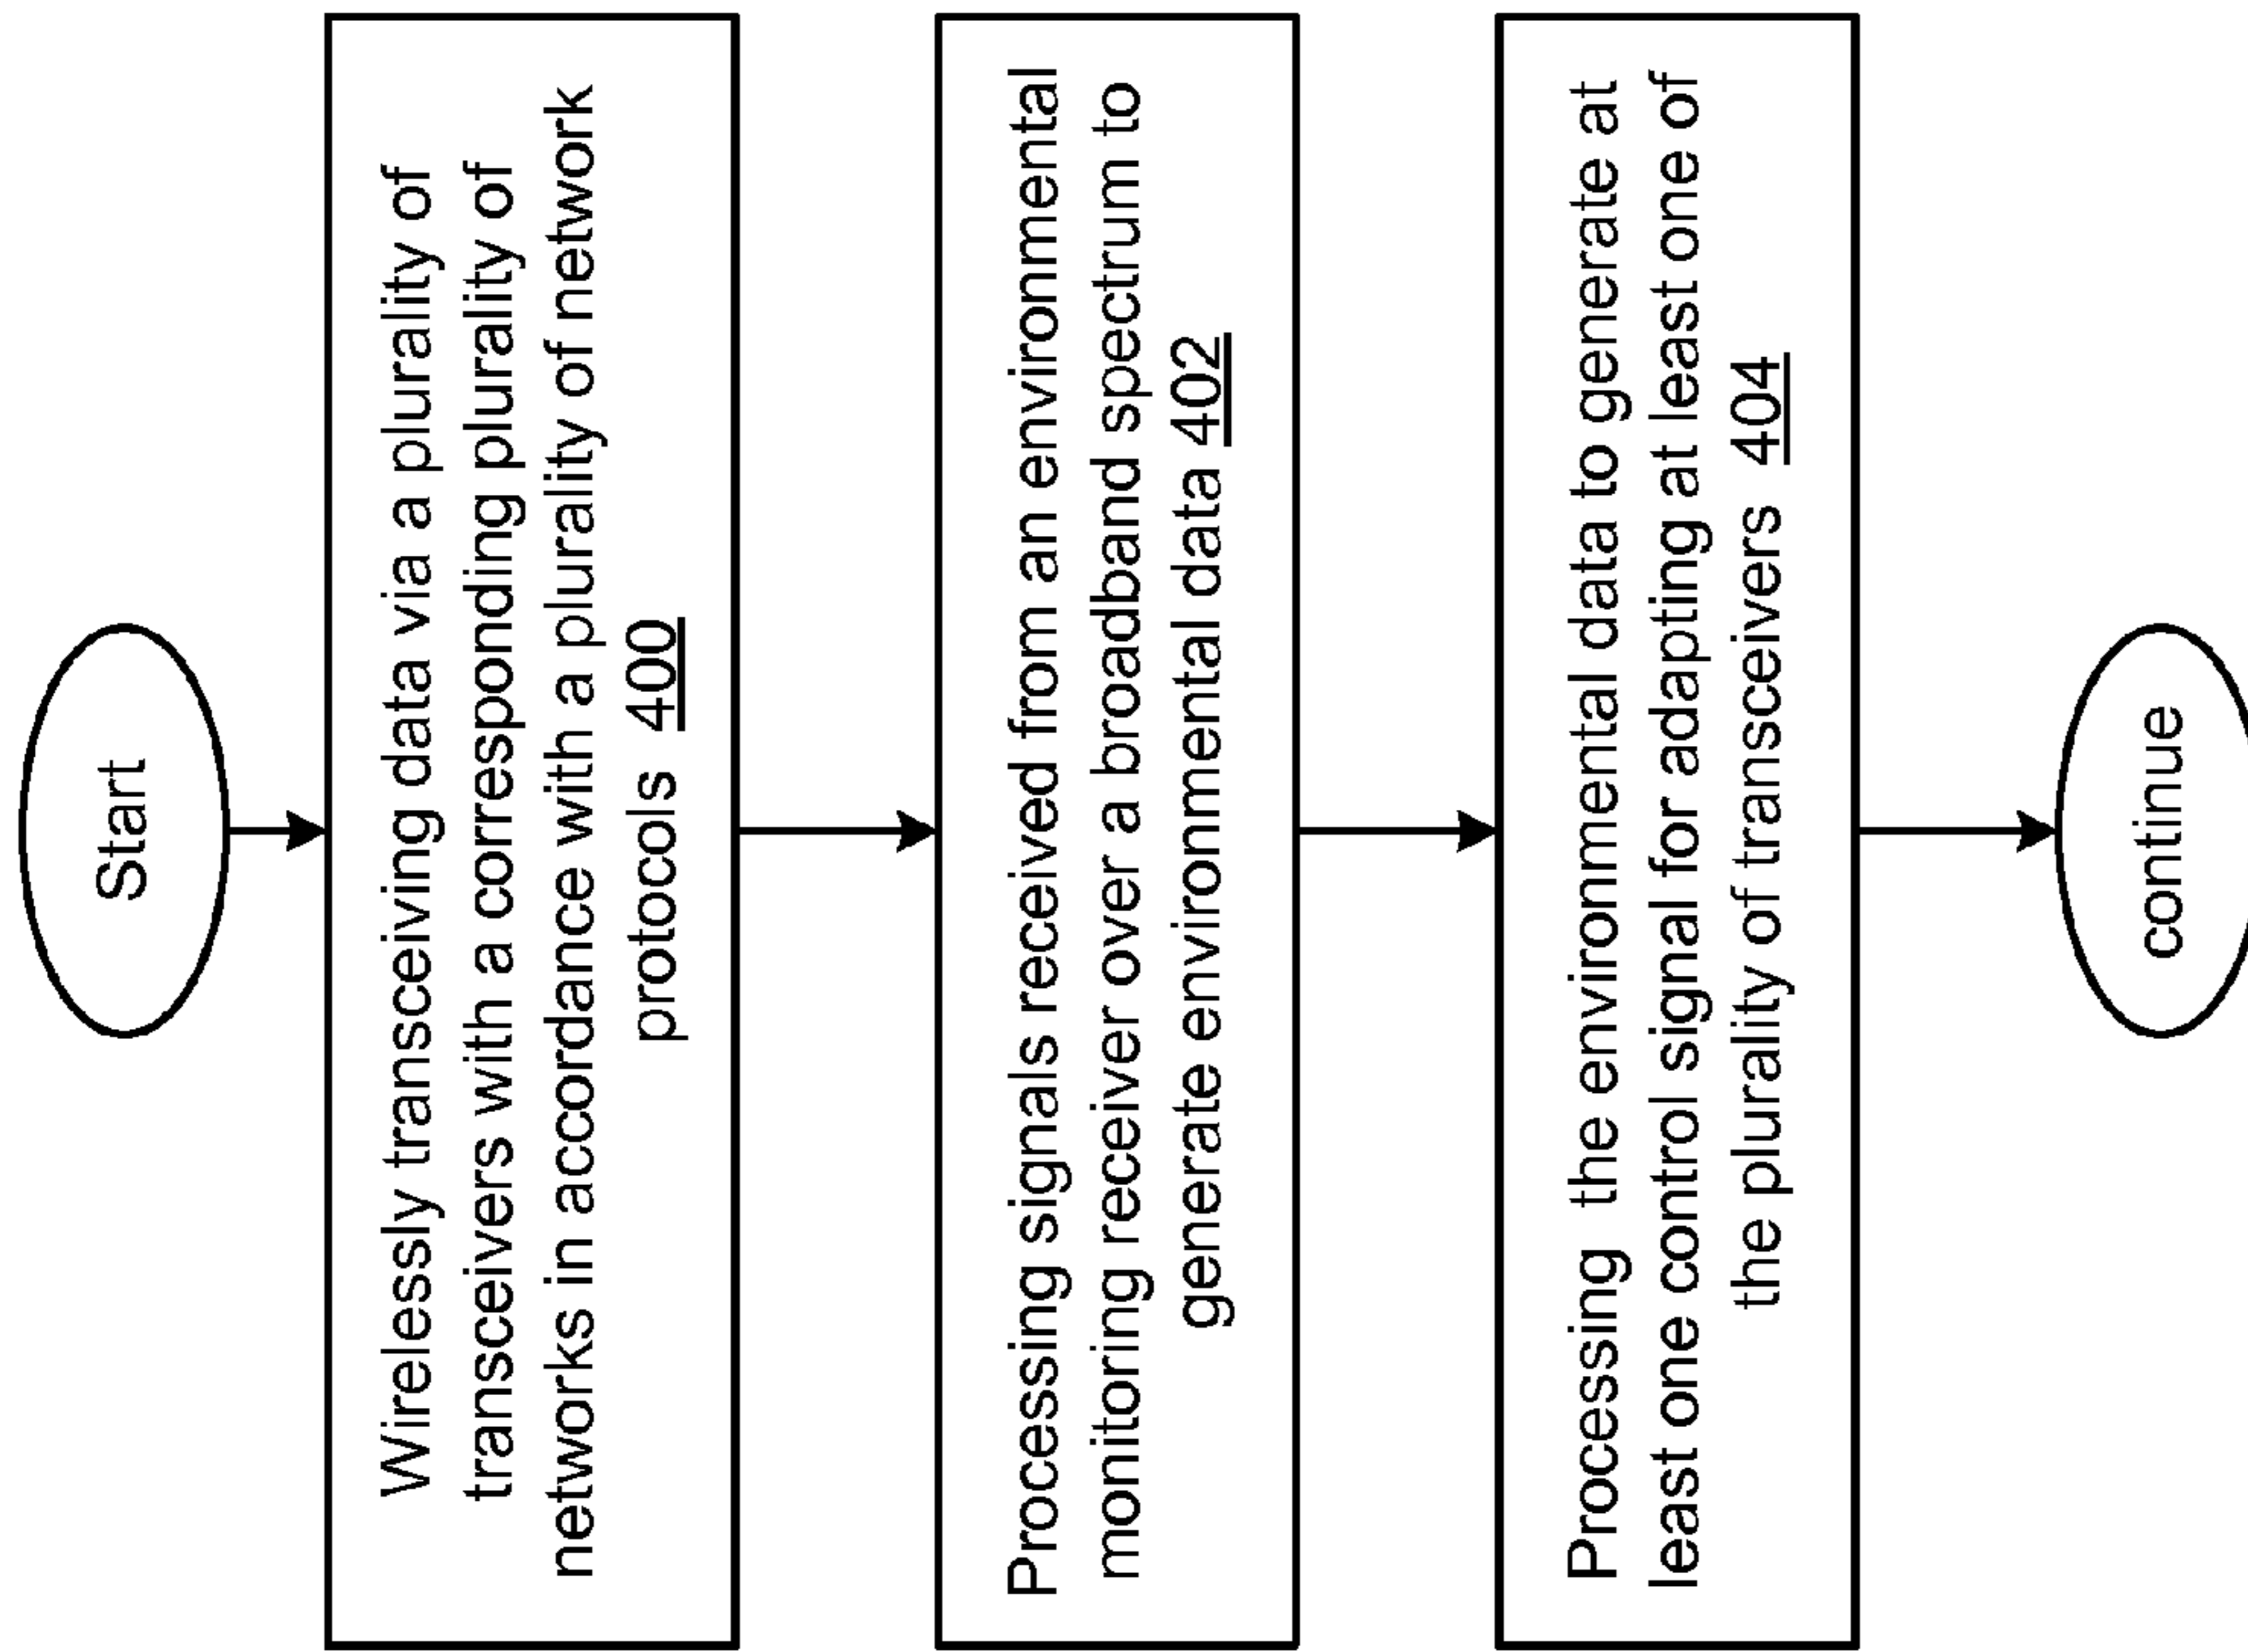 Start
Wirelessly transceiving data via a plurality of
transceivers with a corresponding plurality of
networks in accordance with a plurality of network
protocols 400
Processing signals received from an environmental
monitoring receiver over a broadband spectrum to
generate environmental data 402
Processing the environmental data to generate at
least one control signal for adapting at least one of
the plurality of transceivers 404
continue